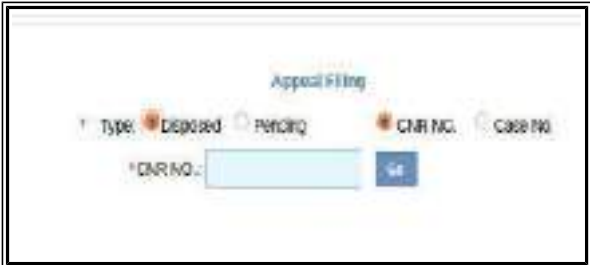 Appeal Filing
* Type: Disposed Pending CNR NO. Case No
* CNR NO.: Go